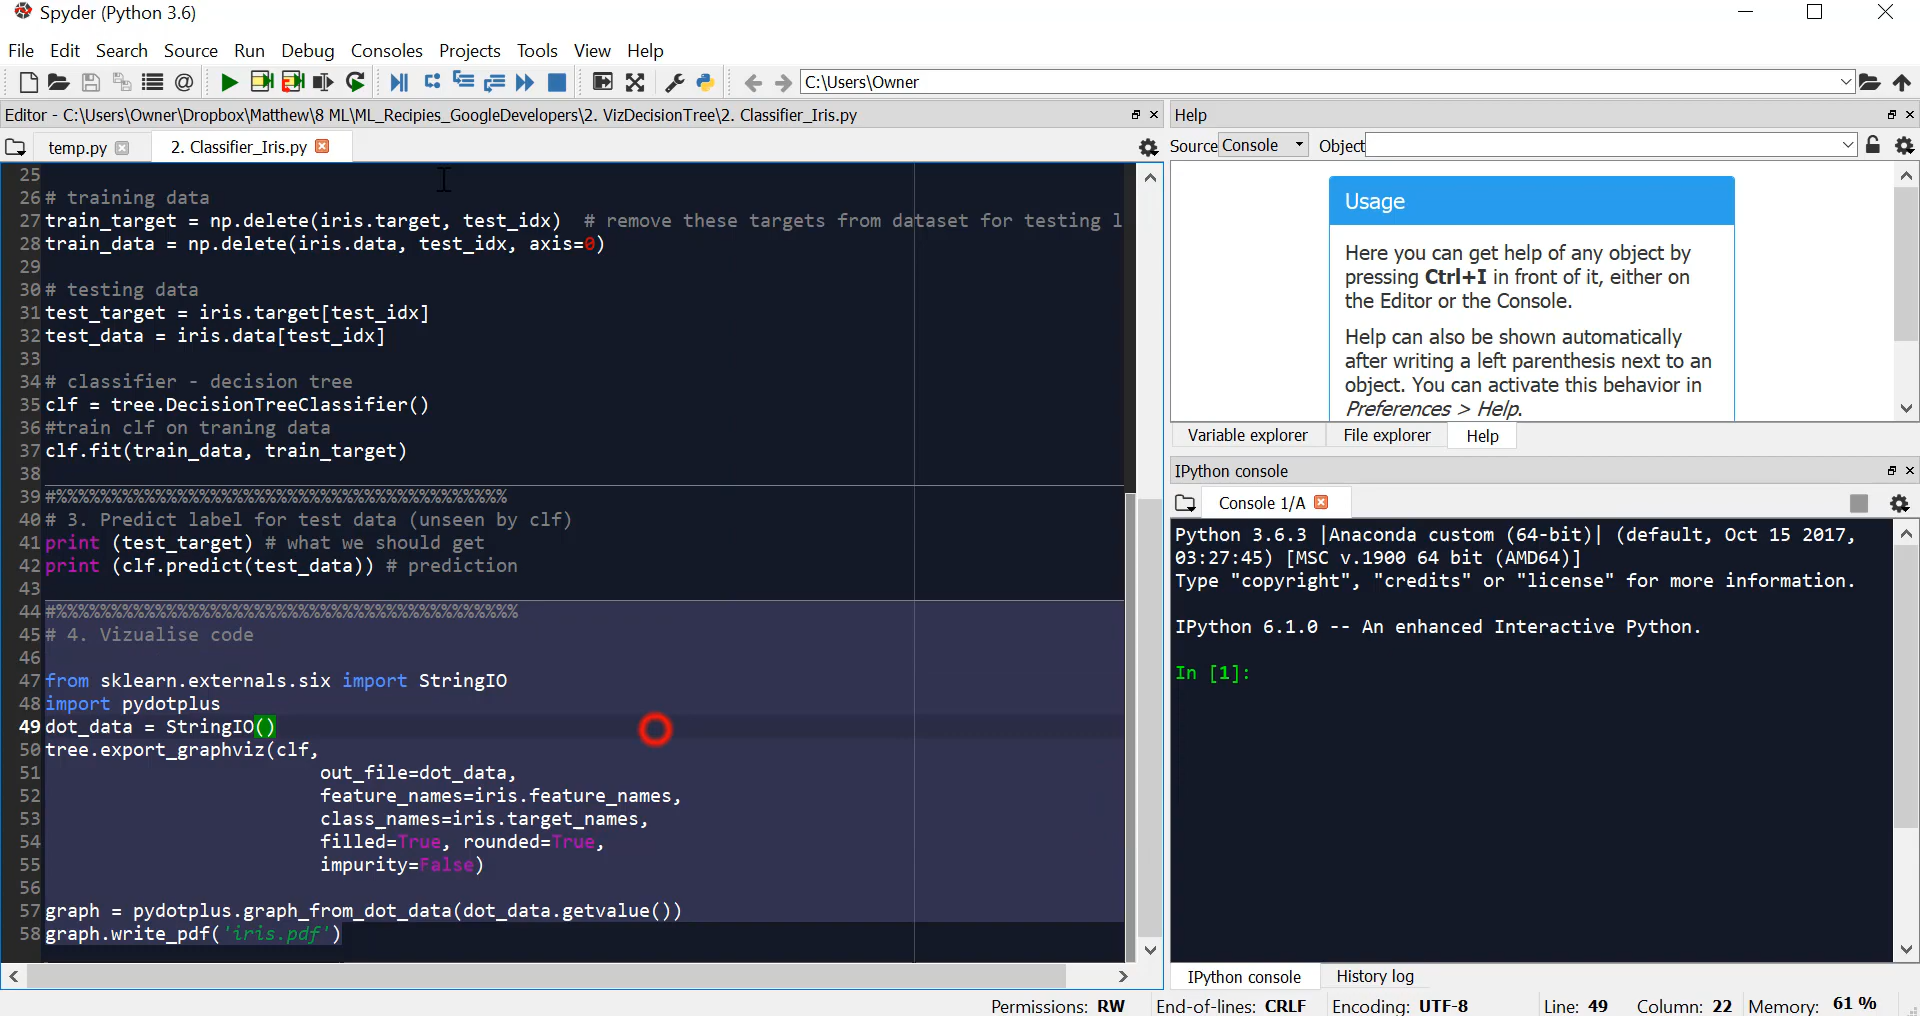 Spyder (Python 3.6)
File Edit Search Source Run Debug Consoles Projects Tools View Help
C:\Users\Owner
Editor - C:\Users\Owner\Dropbox\Matthew\8 ML\ML_Recipies_GoogleDevelopers\2. VizDecisionTree\2. Classifier_Iris.py
temp.py 2. Classifier_Iris.py
25
26 # training data
27 train_target = np.delete(iris.target, test_idx)  # remove these targets from dataset for testing l
28 train_data = np.delete(iris.data, test_idx, axis=0)
29
30 # testing data
31 test_target = iris.target[test_idx]
32 test_data = iris.data[test_idx]
33
34 # classifier - decision tree
35 clf = tree.DecisionTreeClassifier()
36 #train clf on traning data
37 clf.fit(train_data, train_target)
38
39 #%%%%%%%%%%%%%%%%%%%%%%%%%%%%%%%%%%%%%%%%%
40 # 3. Predict label for test data (unseen by clf)
41 print (test_target) # what we should get
42 print (clf.predict(test_data)) # prediction
43
44 #%%%%%%%%%%%%%%%%%%%%%%%%%%%%%%%%%%%%%%%%%%
45 # 4. Vizualise code
46
47 from sklearn.externals.six import StringIO
48 import pydotplus
49 dot_data = StringIO()
50 tree.export_graphviz(clf,
51 out_file=dot_data,
52 feature_names=iris.feature_names,
53 class_names=iris.target_names,
54 filled=True, rounded=True,
55 impurity=False)
56
57 graph = pydotplus.graph_from_dot_data(dot_data.getvalue())
58 graph.write_pdf('iris.pdf')
Help
Source Console Object
Usage
Here you can get help of any object by
pressing Ctrl+I in front of it, either on
the Editor or the Console.
Help can also be shown automatically
after writing a left parenthesis next to an
object. You can activate this behavior in
Preferences > Help.
Variable explorer File explorer Help
IPython console
Console 1/A
Python 3.6.3 |Anaconda custom (64-bit)| (default, Oct 15 2017,
03:27:45) [MSC v.1900 64 bit (AMD64)]
Type "copyright", "credits" or "license" for more information.
IPython 6.1.0 -- An enhanced Interactive Python.
In [1]:
IPython console History log
Permissions: RW End-of-lines: CRLF Encoding: UTF-8 Line: 49 Column: 22 Memory: 61 %